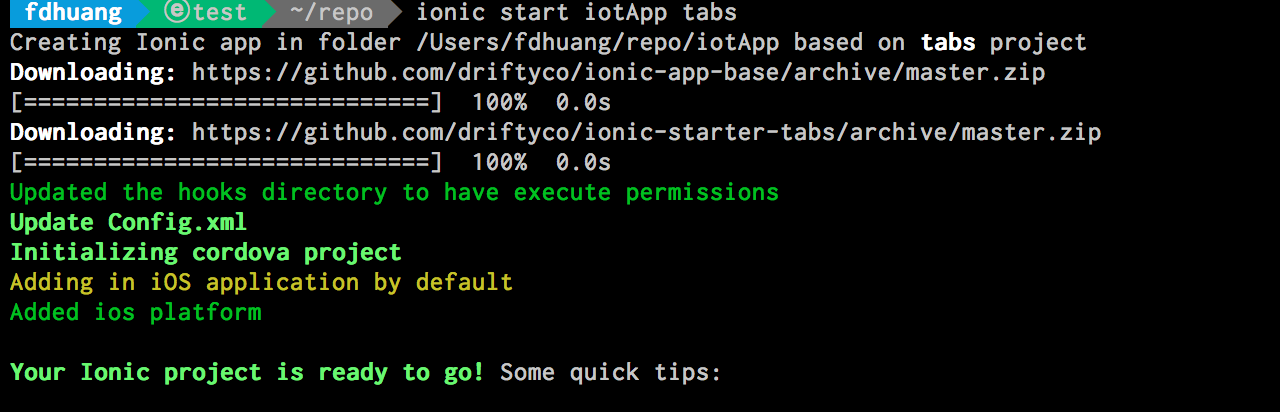 fdhuang ⓔtest ~/repo ionic start iotApp tabs
Creating Ionic app in folder /Users/fdhuang/repo/iotApp based on tabs project
Downloading: https://github.com/driftyco/ionic-app-base/archive/master.zip
[=============================]  100%  0.0s
Downloading: https://github.com/driftyco/ionic-starter-tabs/archive/master.zip
[=============================]  100%  0.0s
Updated the hooks directory to have execute permissions
Update Config.xml
Initializing cordova project
Adding in iOS application by default
Added ios platform
Your Ionic project is ready to go! Some quick tips: